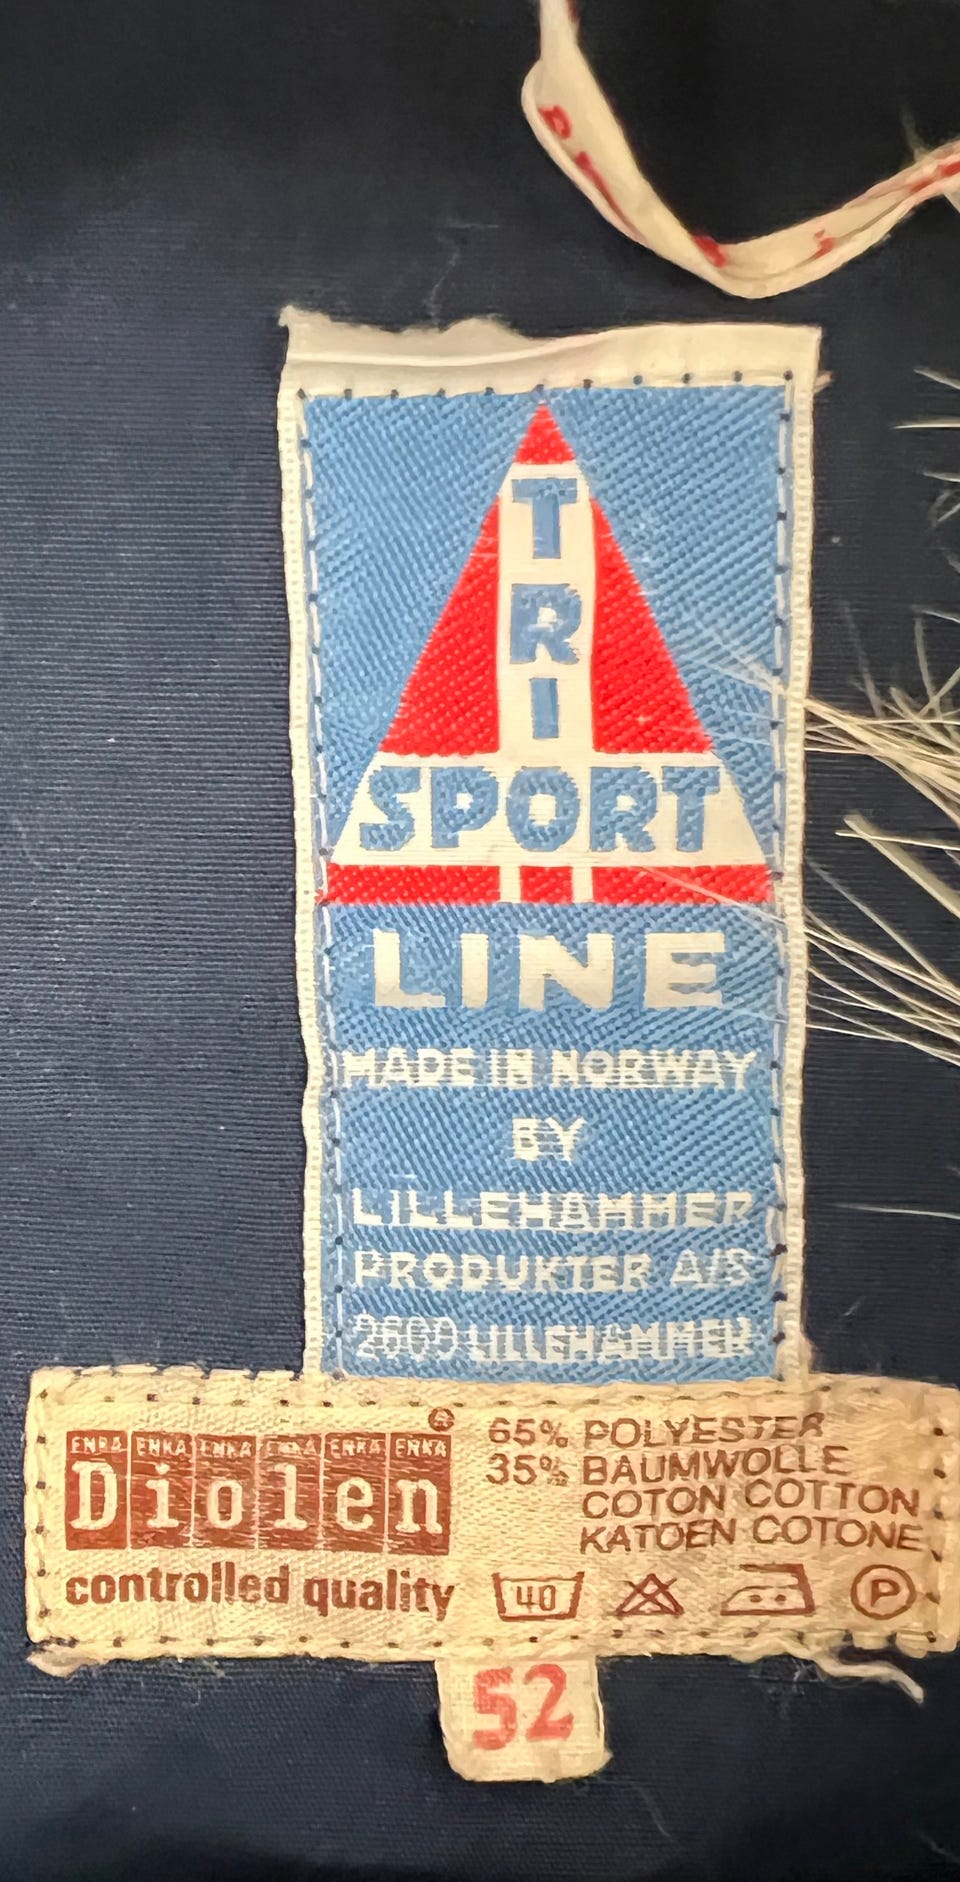 TRI
SPORT
LINE
MADE IN NORWAY
BY
LILLEHAMMER
PRODUKTER A/S
2600 LILLEHAMMER
ENKA ENKA ENKA ENKA ENKA ENKA
®
Diolen
controlled quality
65% POLYESTER
35% BAUMWOLLE
COTON COTTON
KATOEN COTONE
40
P
52